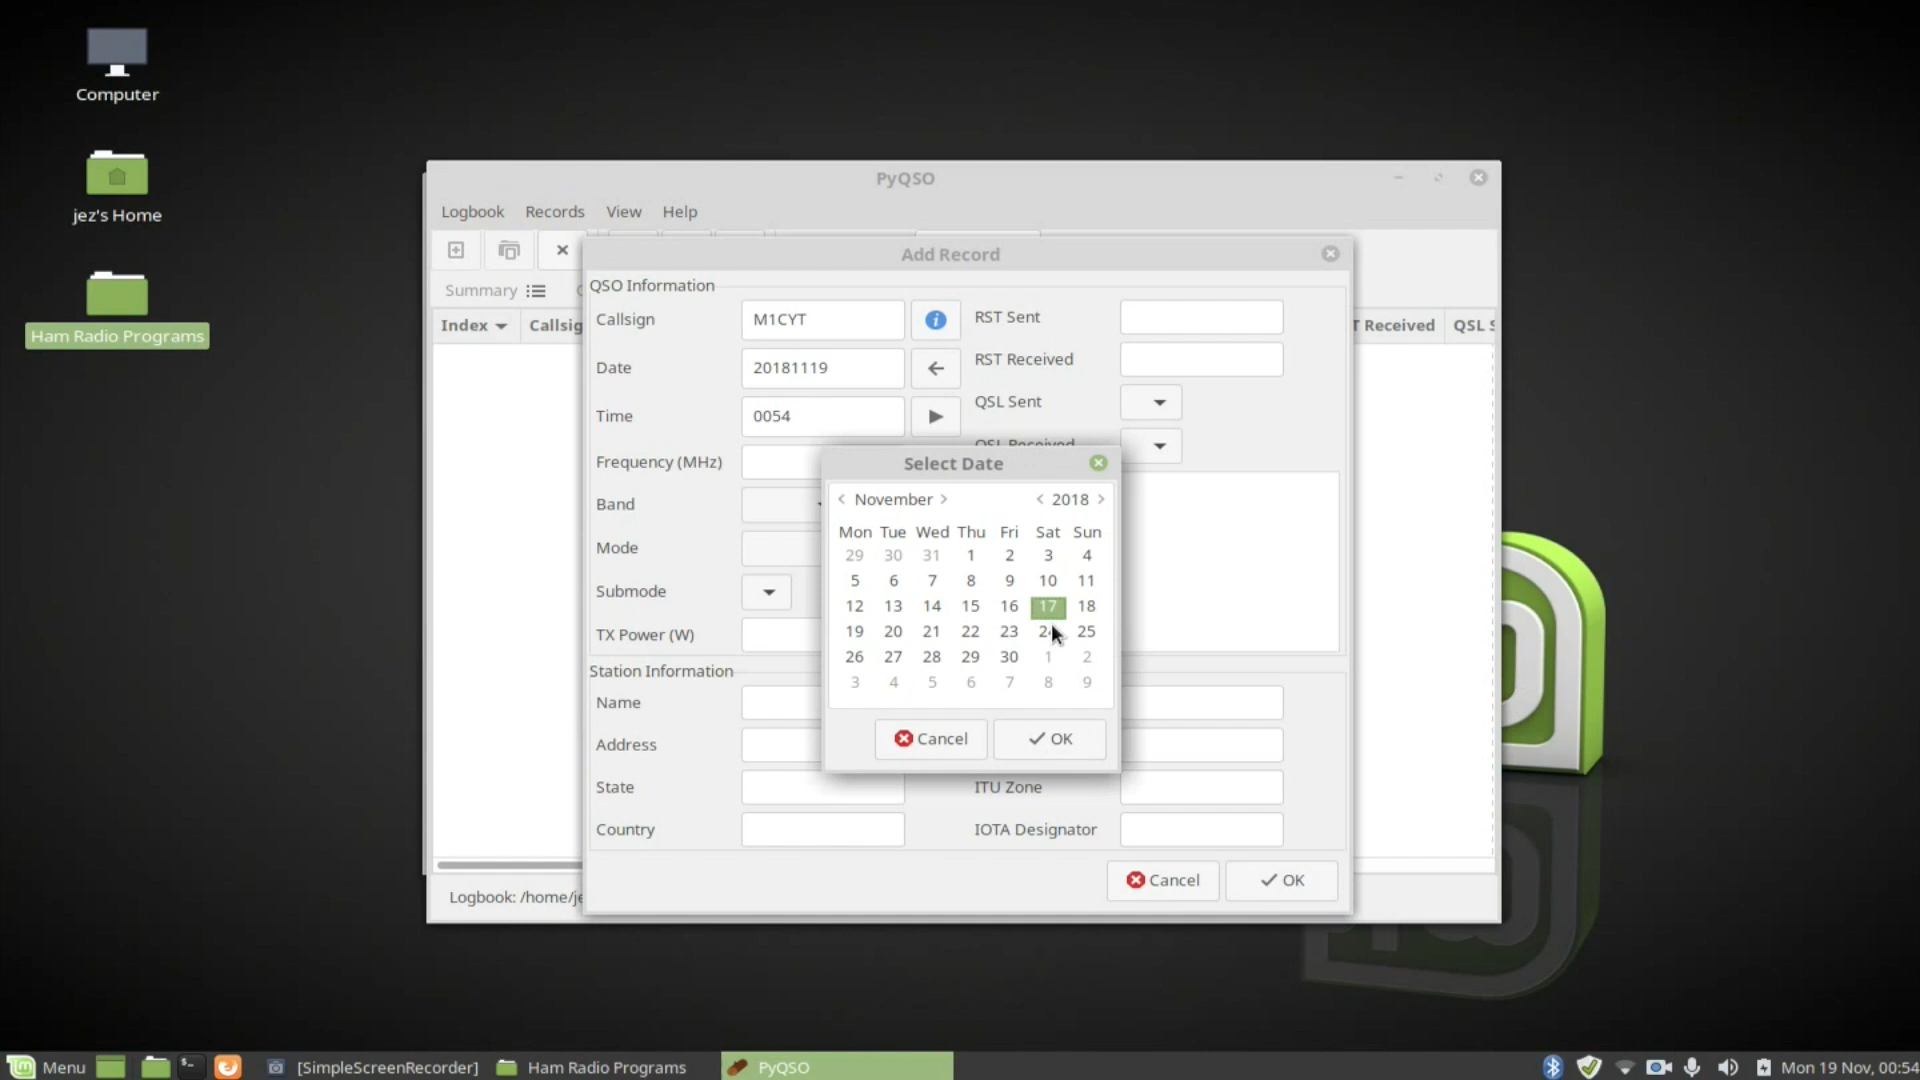 Computer
jez's Home
Ham Radio Programs
PyQSO
Logbook Records View Help
Summary
Index Callsig
T Received QSL S
Add Record
QSO Information
Callsign M1CYT
Date 20181119
Time 0054
Frequency (MHz)
Band
Mode
Submode
TX Power (W)
RST Sent
RST Received
QSL Sent
QSL Received
Select Date
< November > < 2018 >
Mon Tue Wed Thu Fri Sat Sun
29 30 31 1 2 3 4
5 6 7 8 9 10 11
12 13 14 15 16 17 18
19 20 21 22 23 24 25
26 27 28 29 30 1 2
3 4 5 6 7 8 9
Cancel OK
Station Information
Name
Address
State
Country
ITU Zone
IOTA Designator
Cancel OK
Logbook: /home/je
Menu [SimpleScreenRecorder] Ham Radio Programs PyQSO Mon 19 Nov, 00:54